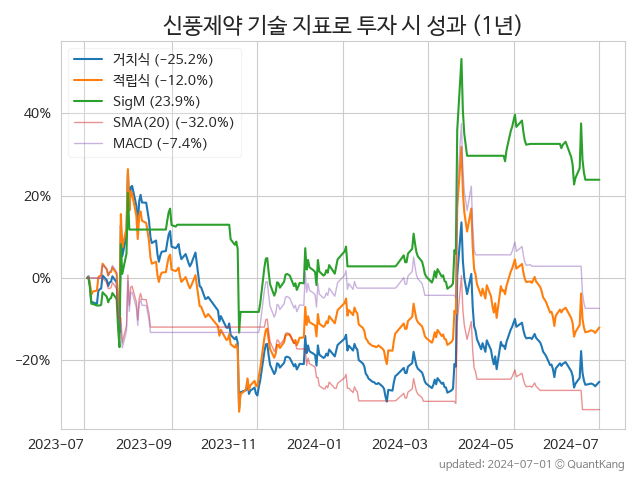 신풍제약 기술 지표로 투자 시 성과 (1년)
거치식 (−25.2%)
적립식 (−12.0%)
SigM (23.9%)
SMA(20) (−32.0%)
MACD (−7.4%)
40%
20%
0%
−20%
2023−07 2023−09 2023−11 2024−01 2024−03 2024−05 2024−07
updated: 2024-07-01 © QuantKang